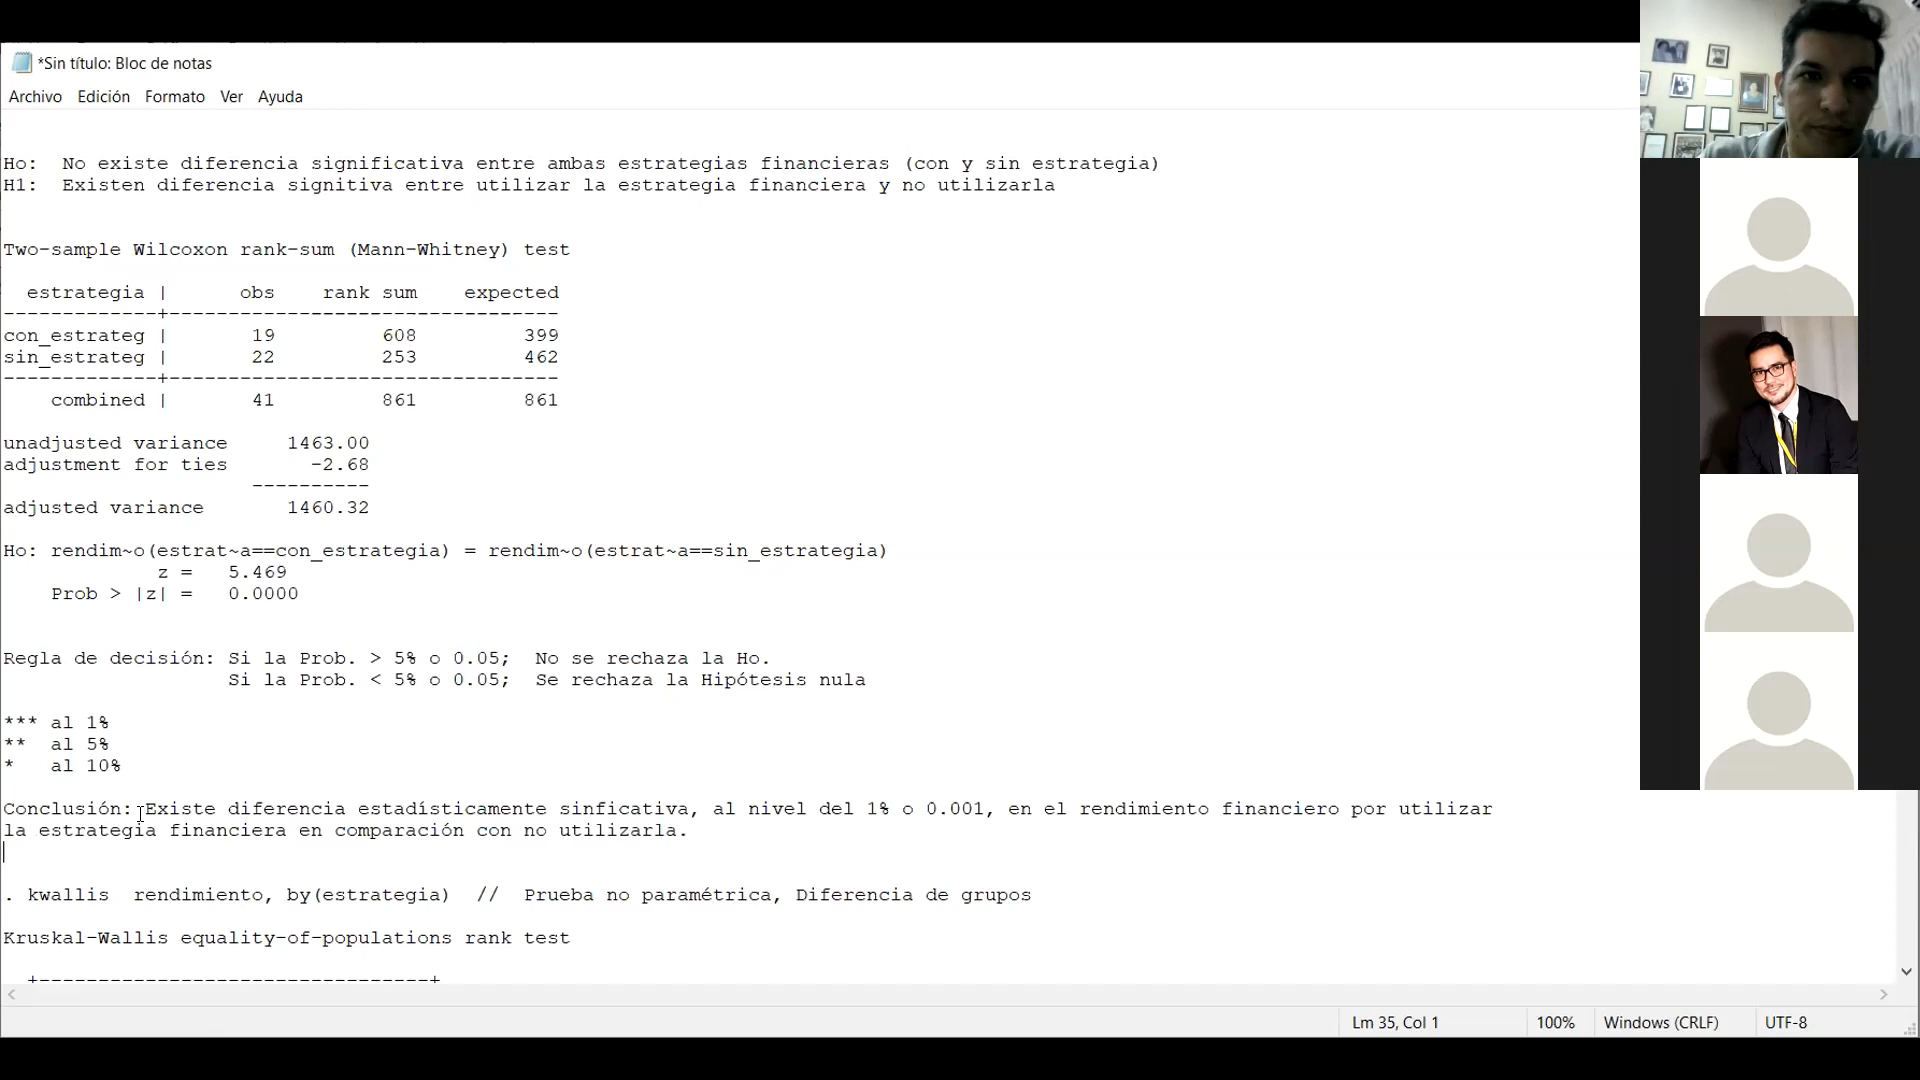 *Sin título: Bloc de notas
Archivo Edición Formato Ver Ayuda
Ho:  No existe diferencia significativa entre ambas estrategias financieras (con y sin estrategia)
H1:  Existen diferencia signitiva entre utilizar la estrategia financiera y no utilizarla
Two-sample Wilcoxon rank-sum (Mann-Whitney) test
  estrategia |      obs    rank sum    expected
-------------+---------------------------------
con_estrateg |       19         608         399
sin_estrateg |       22         253         462
-------------+---------------------------------
    combined |       41         861         861
unadjusted variance     1463.00
adjustment for ties       -2.68
                     ----------
adjusted variance       1460.32
Ho: rendim~o(estrat~a==con_estrategia) = rendim~o(estrat~a==sin_estrategia)
             z =   5.469
    Prob > |z| =   0.0000
Regla de decisión: Si la Prob. > 5% o 0.05;  No se rechaza la Ho.
                   Si la Prob. < 5% o 0.05;  Se rechaza la Hipótesis nula
*** al 1%
**  al 5%
*   al 10%
Conclusión: Existe diferencia estadísticamente sinficativa, al nivel del 1% o 0.001, en el rendimiento financiero por utilizar
la estrategia financiera en comparación con no utilizarla.
. kwallis  rendimiento, by(estrategia)  //  Prueba no paramétrica, Diferencia de grupos
Kruskal-Wallis equality-of-populations rank test
  +---------------------------------+
Lm 35, Col 1 100% Windows (CRLF) UTF-8